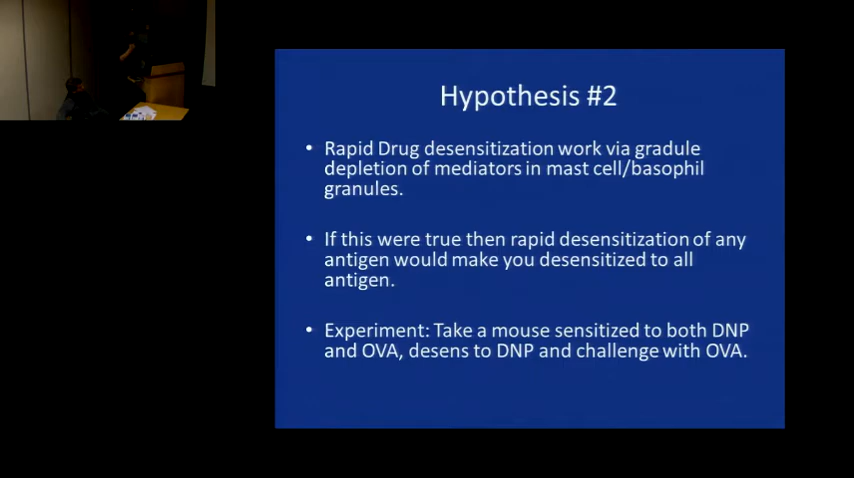 Hypothesis #2
• Rapid Drug desensitization work via gradule
depletion of mediators in mast cell/basophil
granules.
• If this were true then rapid desensitization of any
antigen would make you desensitized to all
antigen.
• Experiment: Take a mouse sensitized to both DNP
and OVA, desens to DNP and challenge with OVA.